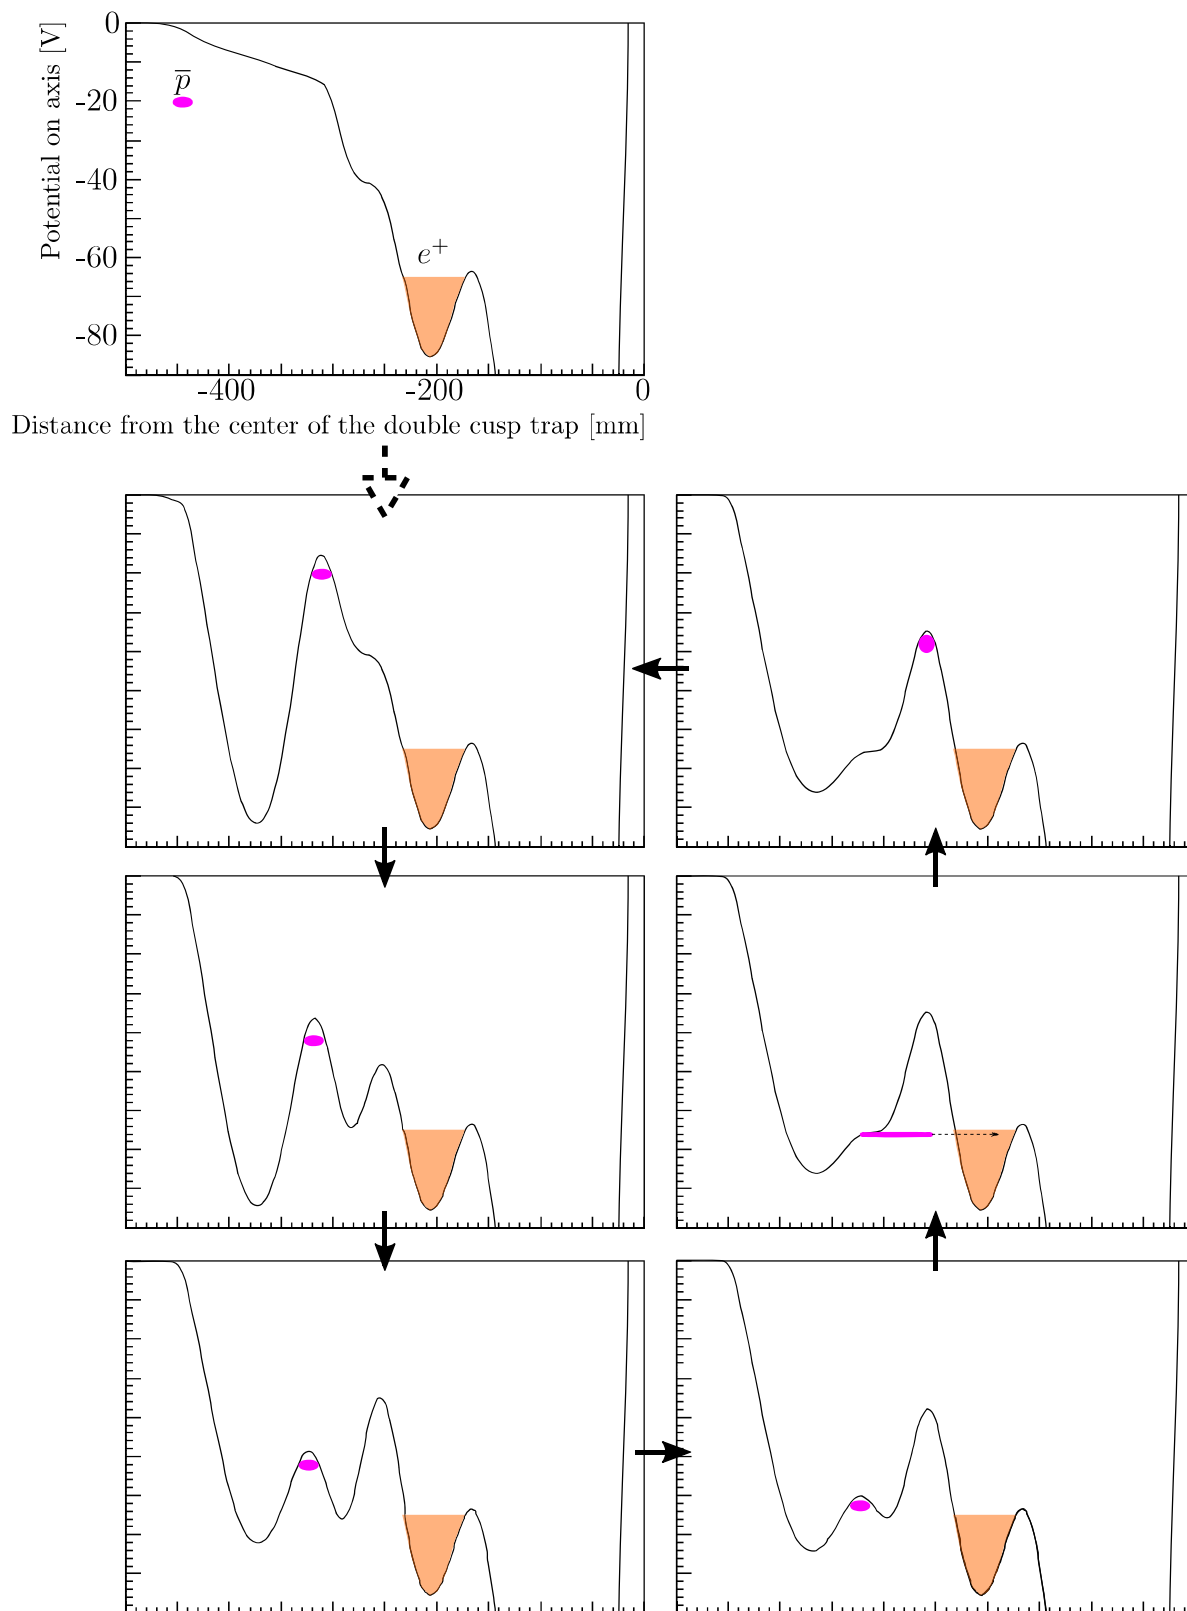 Potential on axis [V]
0
-20
-40
-60
-80
p̅
e⁺
-400
-200
0
Distance from the center of the double cusp trap [mm]